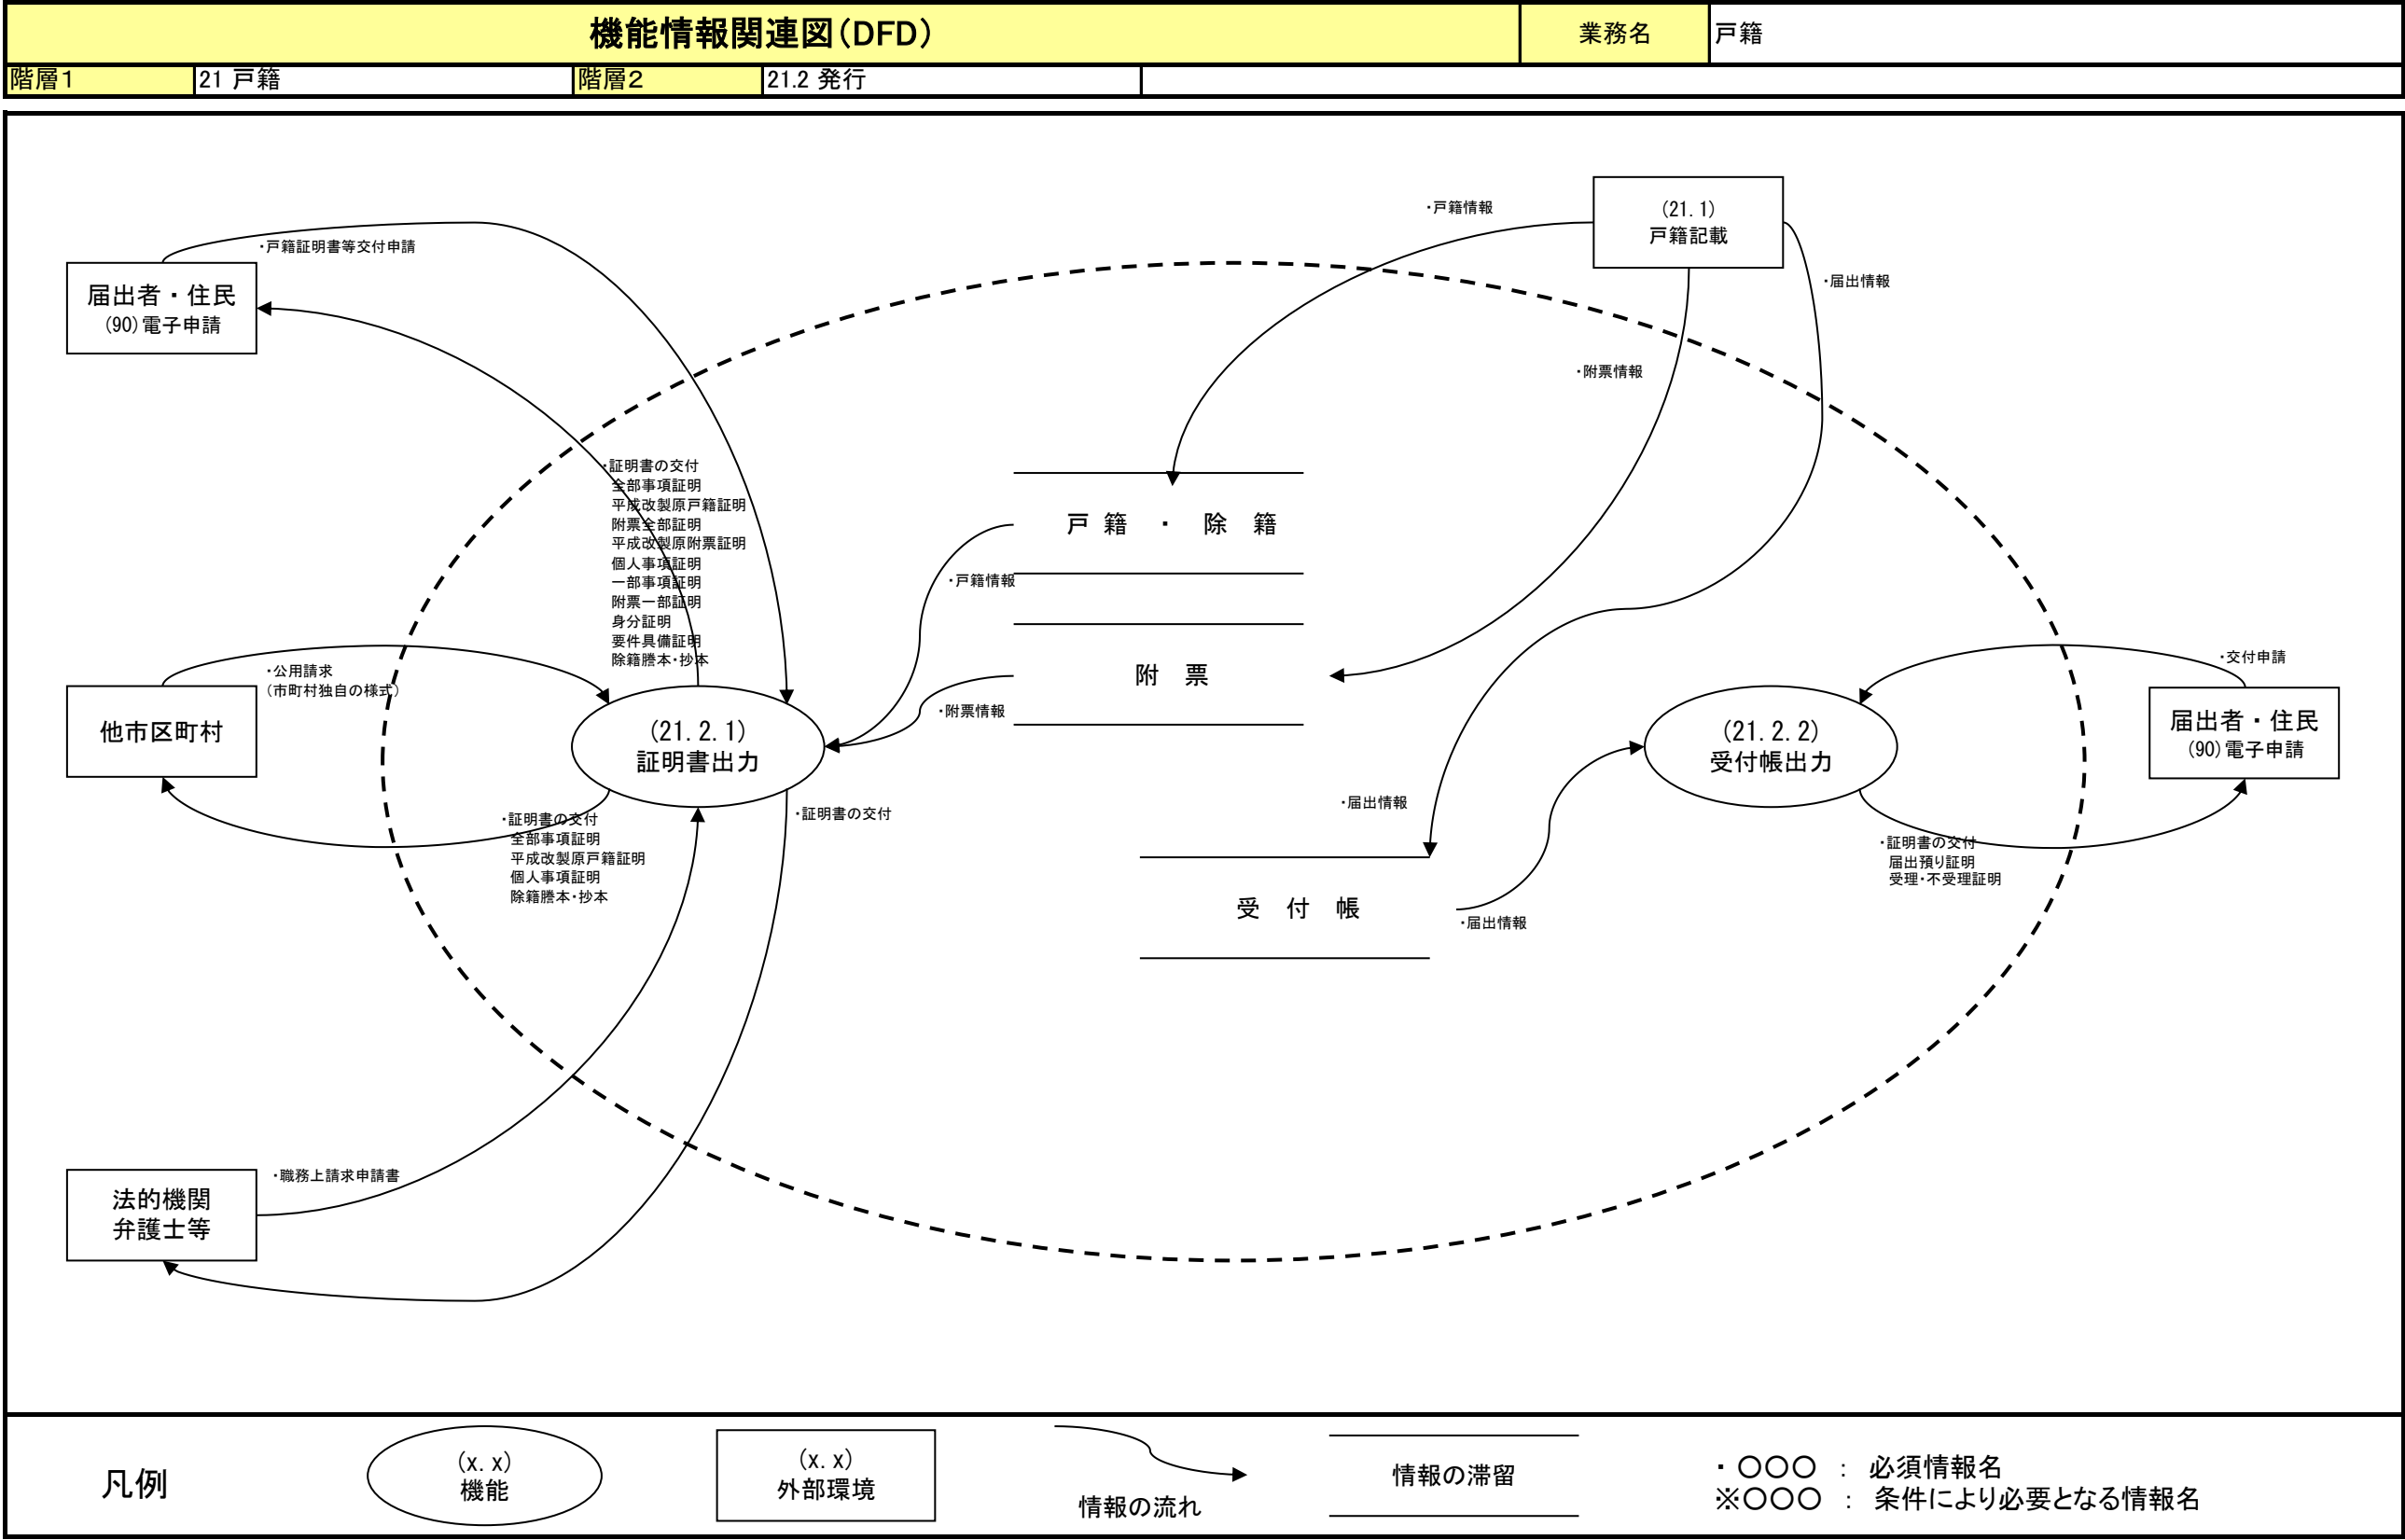 機能情報関連図（DFD）
業務名
戸籍
階層１
21 戸籍
階層２
21.2 発行
(21.1)
戸籍記載
・戸籍情報
・届出情報
・附票情報
・戸籍証明書等交付申請
届出者・住民
(90)電子申請
・証明書の交付
全部事項証明
平成改製原戸籍証明
附票全部証明
平成改製原附票証明
個人事項証明
一部事項証明
附票一部証明
身分証明
要件具備証明
除籍謄本・抄本
戸 籍 ・ 除 籍
・戸籍情報
附 票
・附票情報
・公用請求
（市町村独自の様式）
他市区町村
(21.2.1)
証明書出力
・証明書の交付
全部事項証明
平成改製原戸籍証明
個人事項証明
除籍謄本・抄本
・証明書の交付
・届出情報
受 付 帳
・届出情報
(21.2.2)
受付帳出力
・交付申請
届出者・住民
(90)電子申請
・証明書の交付
届出預り証明
受理・不受理証明
・職務上請求申請書
法的機関
弁護士等
凡例
(x.x)
機能
(x.x)
外部環境
情報の流れ
情報の滞留
・ ○○○ ： 必須情報名
※○○○ ： 条件により必要となる情報名